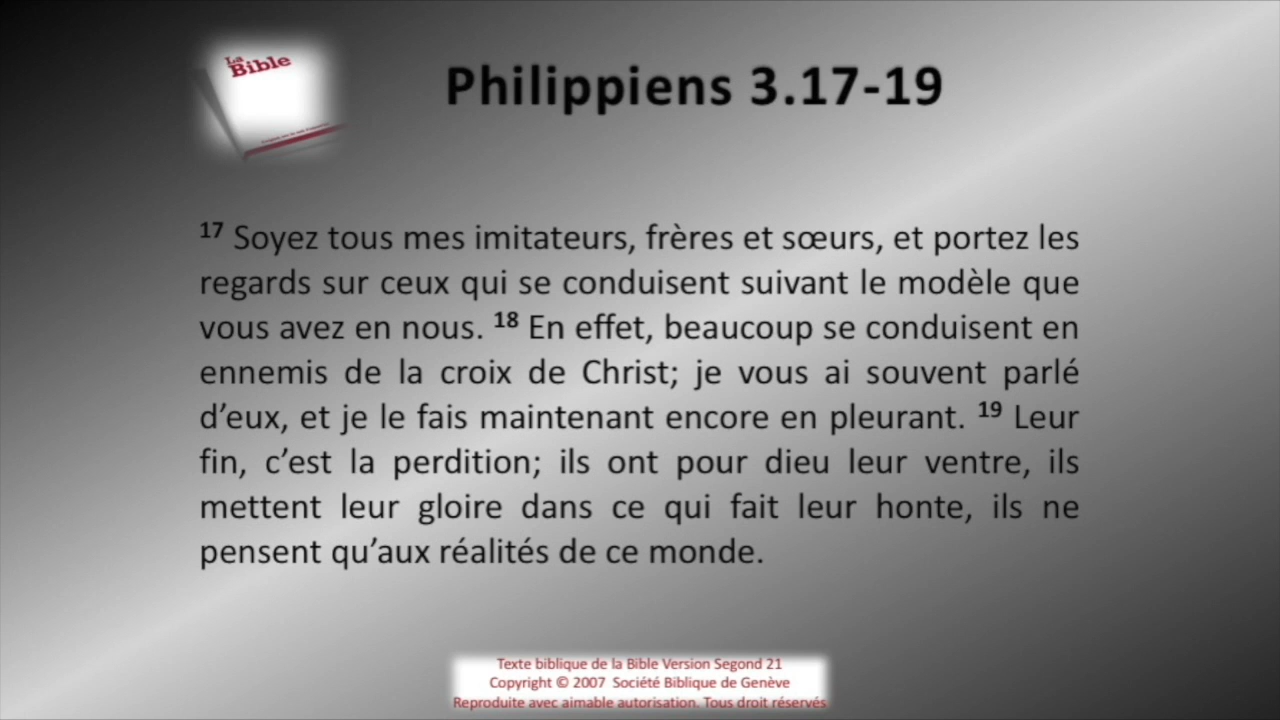 La
Bible
Philippiens 3.17-19
17 Soyez tous mes imitateurs, frères et sœurs, et portez les
regards sur ceux qui se conduisent suivant le modèle que
vous avez en nous. 18 En effet, beaucoup se conduisent en
ennemis de la croix de Christ; je vous ai souvent parlé
d’eux, et je le fais maintenant encore en pleurant. 19 Leur
fin, c’est la perdition; ils ont pour dieu leur ventre, ils
mettent leur gloire dans ce qui fait leur honte, ils ne
pensent qu’aux réalités de ce monde.
Texte biblique de la Bible Version Segond 21
Copyright © 2007 Société Biblique de Genève
Reproduite avec aimable autorisation. Tous droit réservés